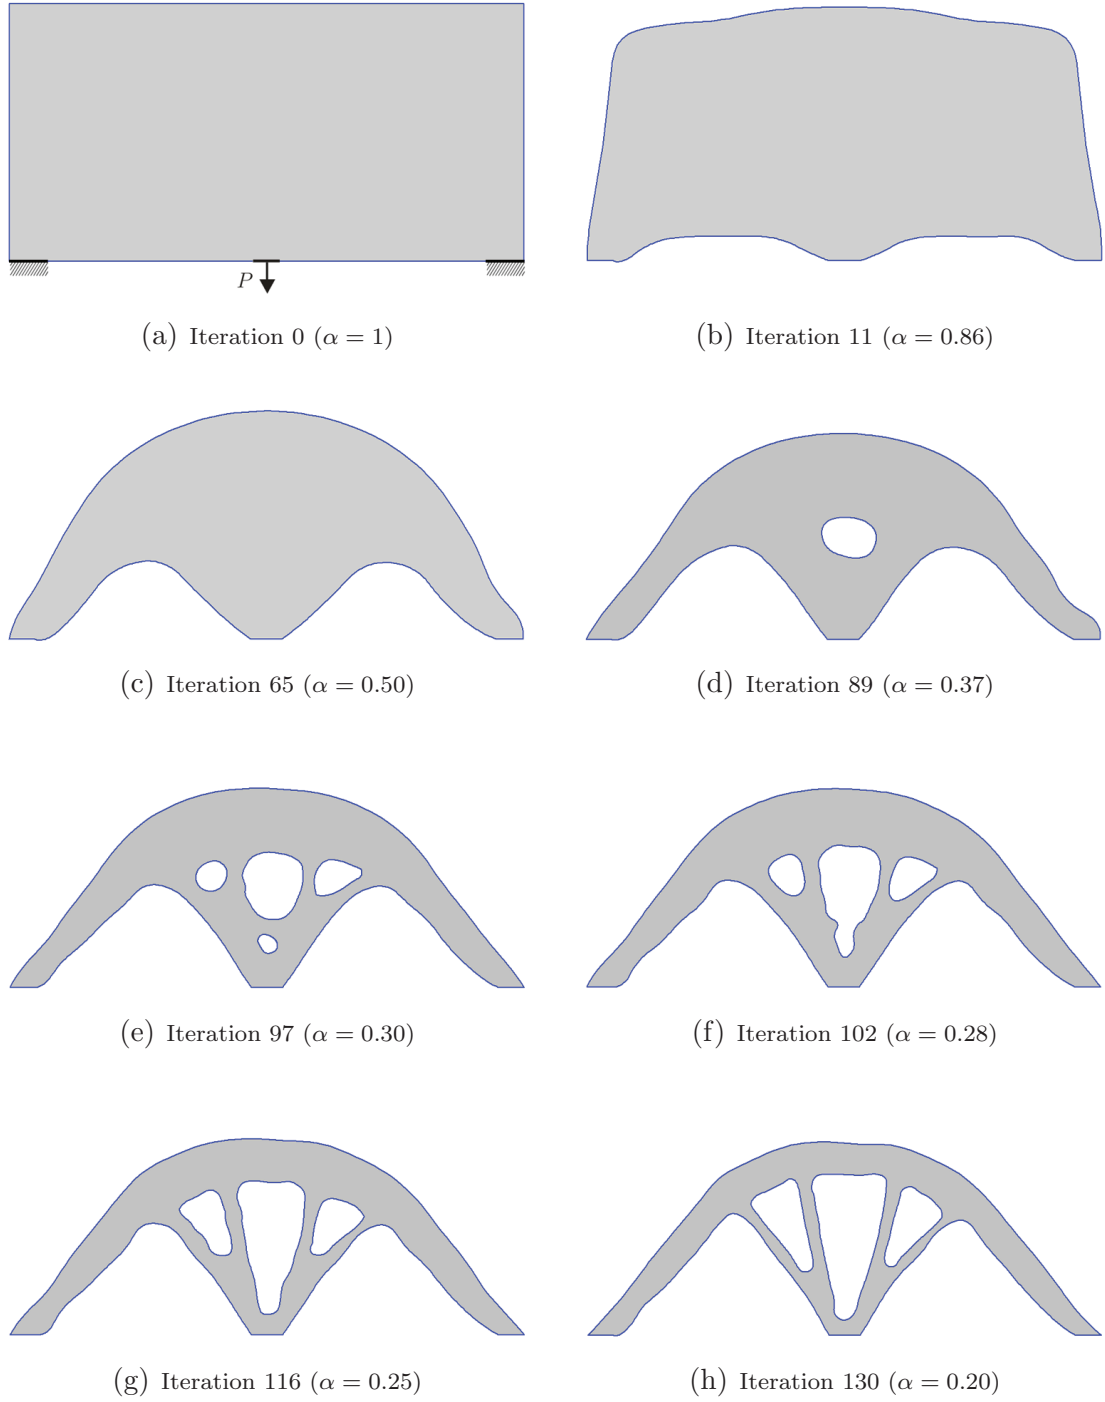 P
(a) Iteration 0 (α = 1)
(b) Iteration 11 (α = 0.86)
(c) Iteration 65 (α = 0.50)
(d) Iteration 89 (α = 0.37)
(e) Iteration 97 (α = 0.30)
(f) Iteration 102 (α = 0.28)
(g) Iteration 116 (α = 0.25)
(h) Iteration 130 (α = 0.20)